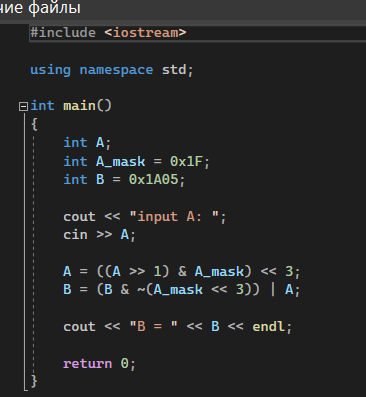 чие файлы
#include <iostream>
using namespace std;
int main()
{
int A;
int A_mask = 0x1F;
int B = 0x1A05;
cout << "input A: ";
cin >> A;
A = ((A >> 1) & A_mask) << 3;
B = (B & ~(A_mask << 3)) | A;
cout << "B = " << B << endl;
return 0;
}